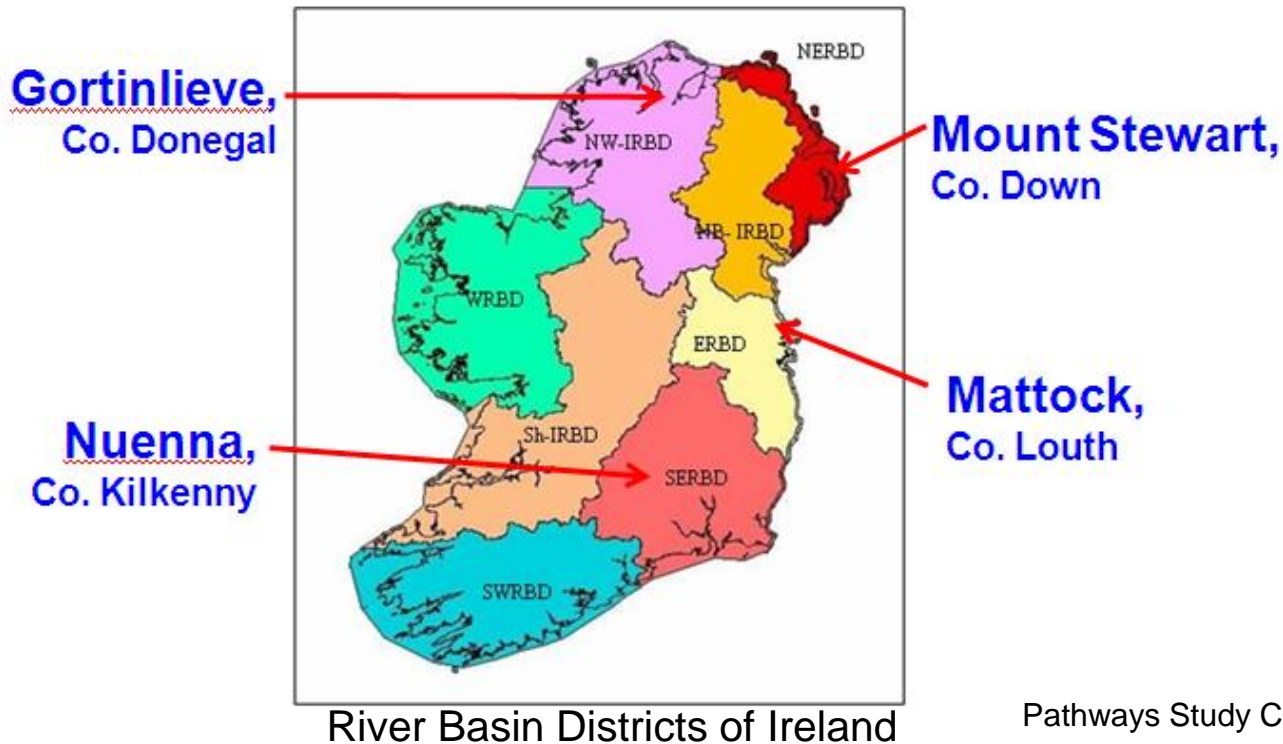 NERBD
Gortinlieve,
Co. Donegal
NW-IRBD
Mount Stewart,
Co. Down
NB- IRBD
WRBD
ERBD
Mattock,
Co. Louth
Nuenna,
Co. Kilkenny
Sh-IRBD
SERBD
SWRBD
River Basin Districts of Ireland
Pathways Study C